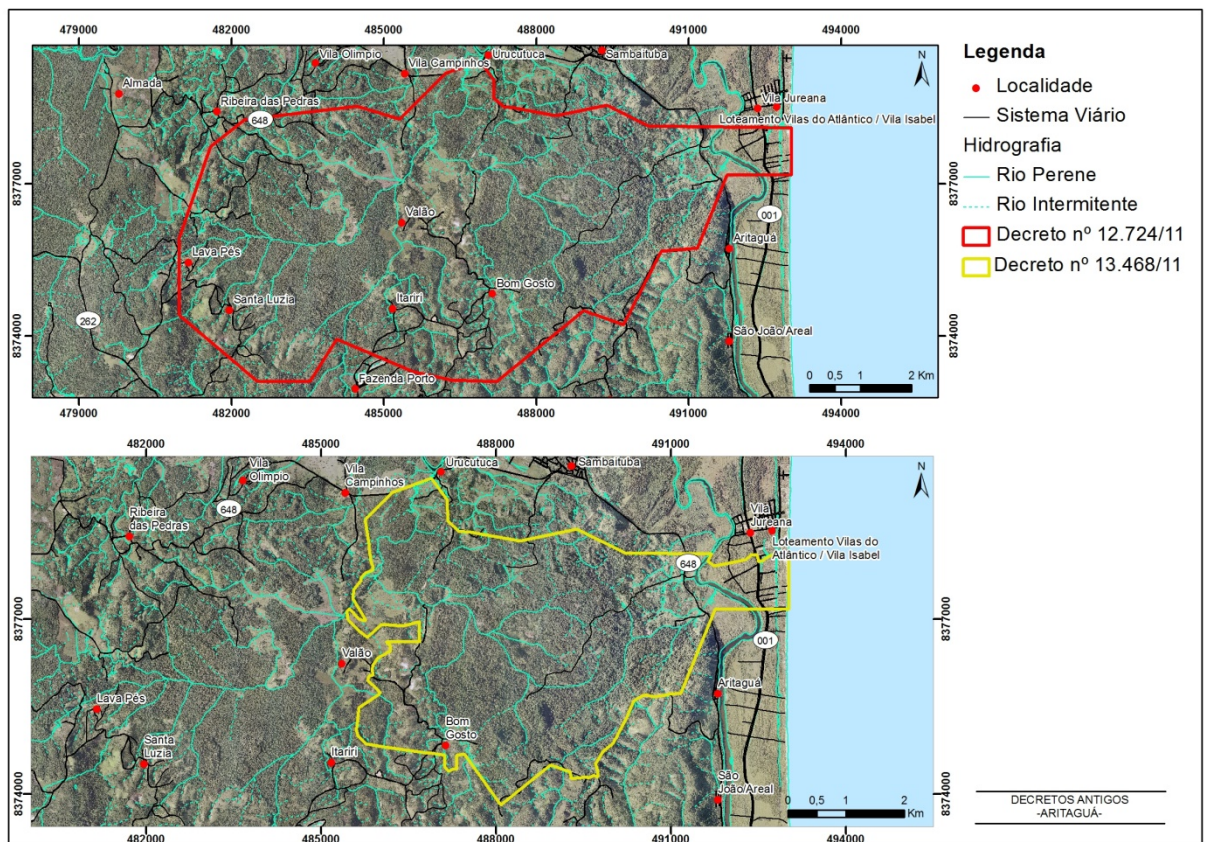 479000 482000 485000 488000 491000 494000
Vila Olimpio
Urucutuca
Sambaituba
Vila Campinhos
N
Almada
Ribeira das Pedras
648
Vila Jureana
Loteamento Vilas do Atlântico / Vila Isabel
8377000
8377000
Valão
001
Aritaguá
Lava Pés
Santa Luzia
Itariri
Bom Gosto
262
8374000
8374000
São João/Areal
Fazenda Porto
0 0,5 1 2 Km
479000 482000 485000 488000 491000 494000
Legenda
Localidade
Sistema Viário
Hidrografia
Rio Perene
Rio Intermitente
Decreto nº 12.724/11
Decreto nº 13.468/11
482000 485000 488000 491000 494000
Vila
Olimpio
Vila
Campinhos
Urucutuca
Sambaituba
N
648
Ribeira
das Pedras
Vila
Jureana
Loteamento Vilas do
Atlântico / Vila Isabel
648
8377000
8377000
001
Valão
Aritaguá
Lava Pés
Santa
Luzia
Itariri
Bom
Gosto
São
João/Areal
8374000
8374000
0 0,5 1 2
Km
482000 485000 488000 491000 494000
DECRETOS ANTIGOS
-ARITAGUÁ-